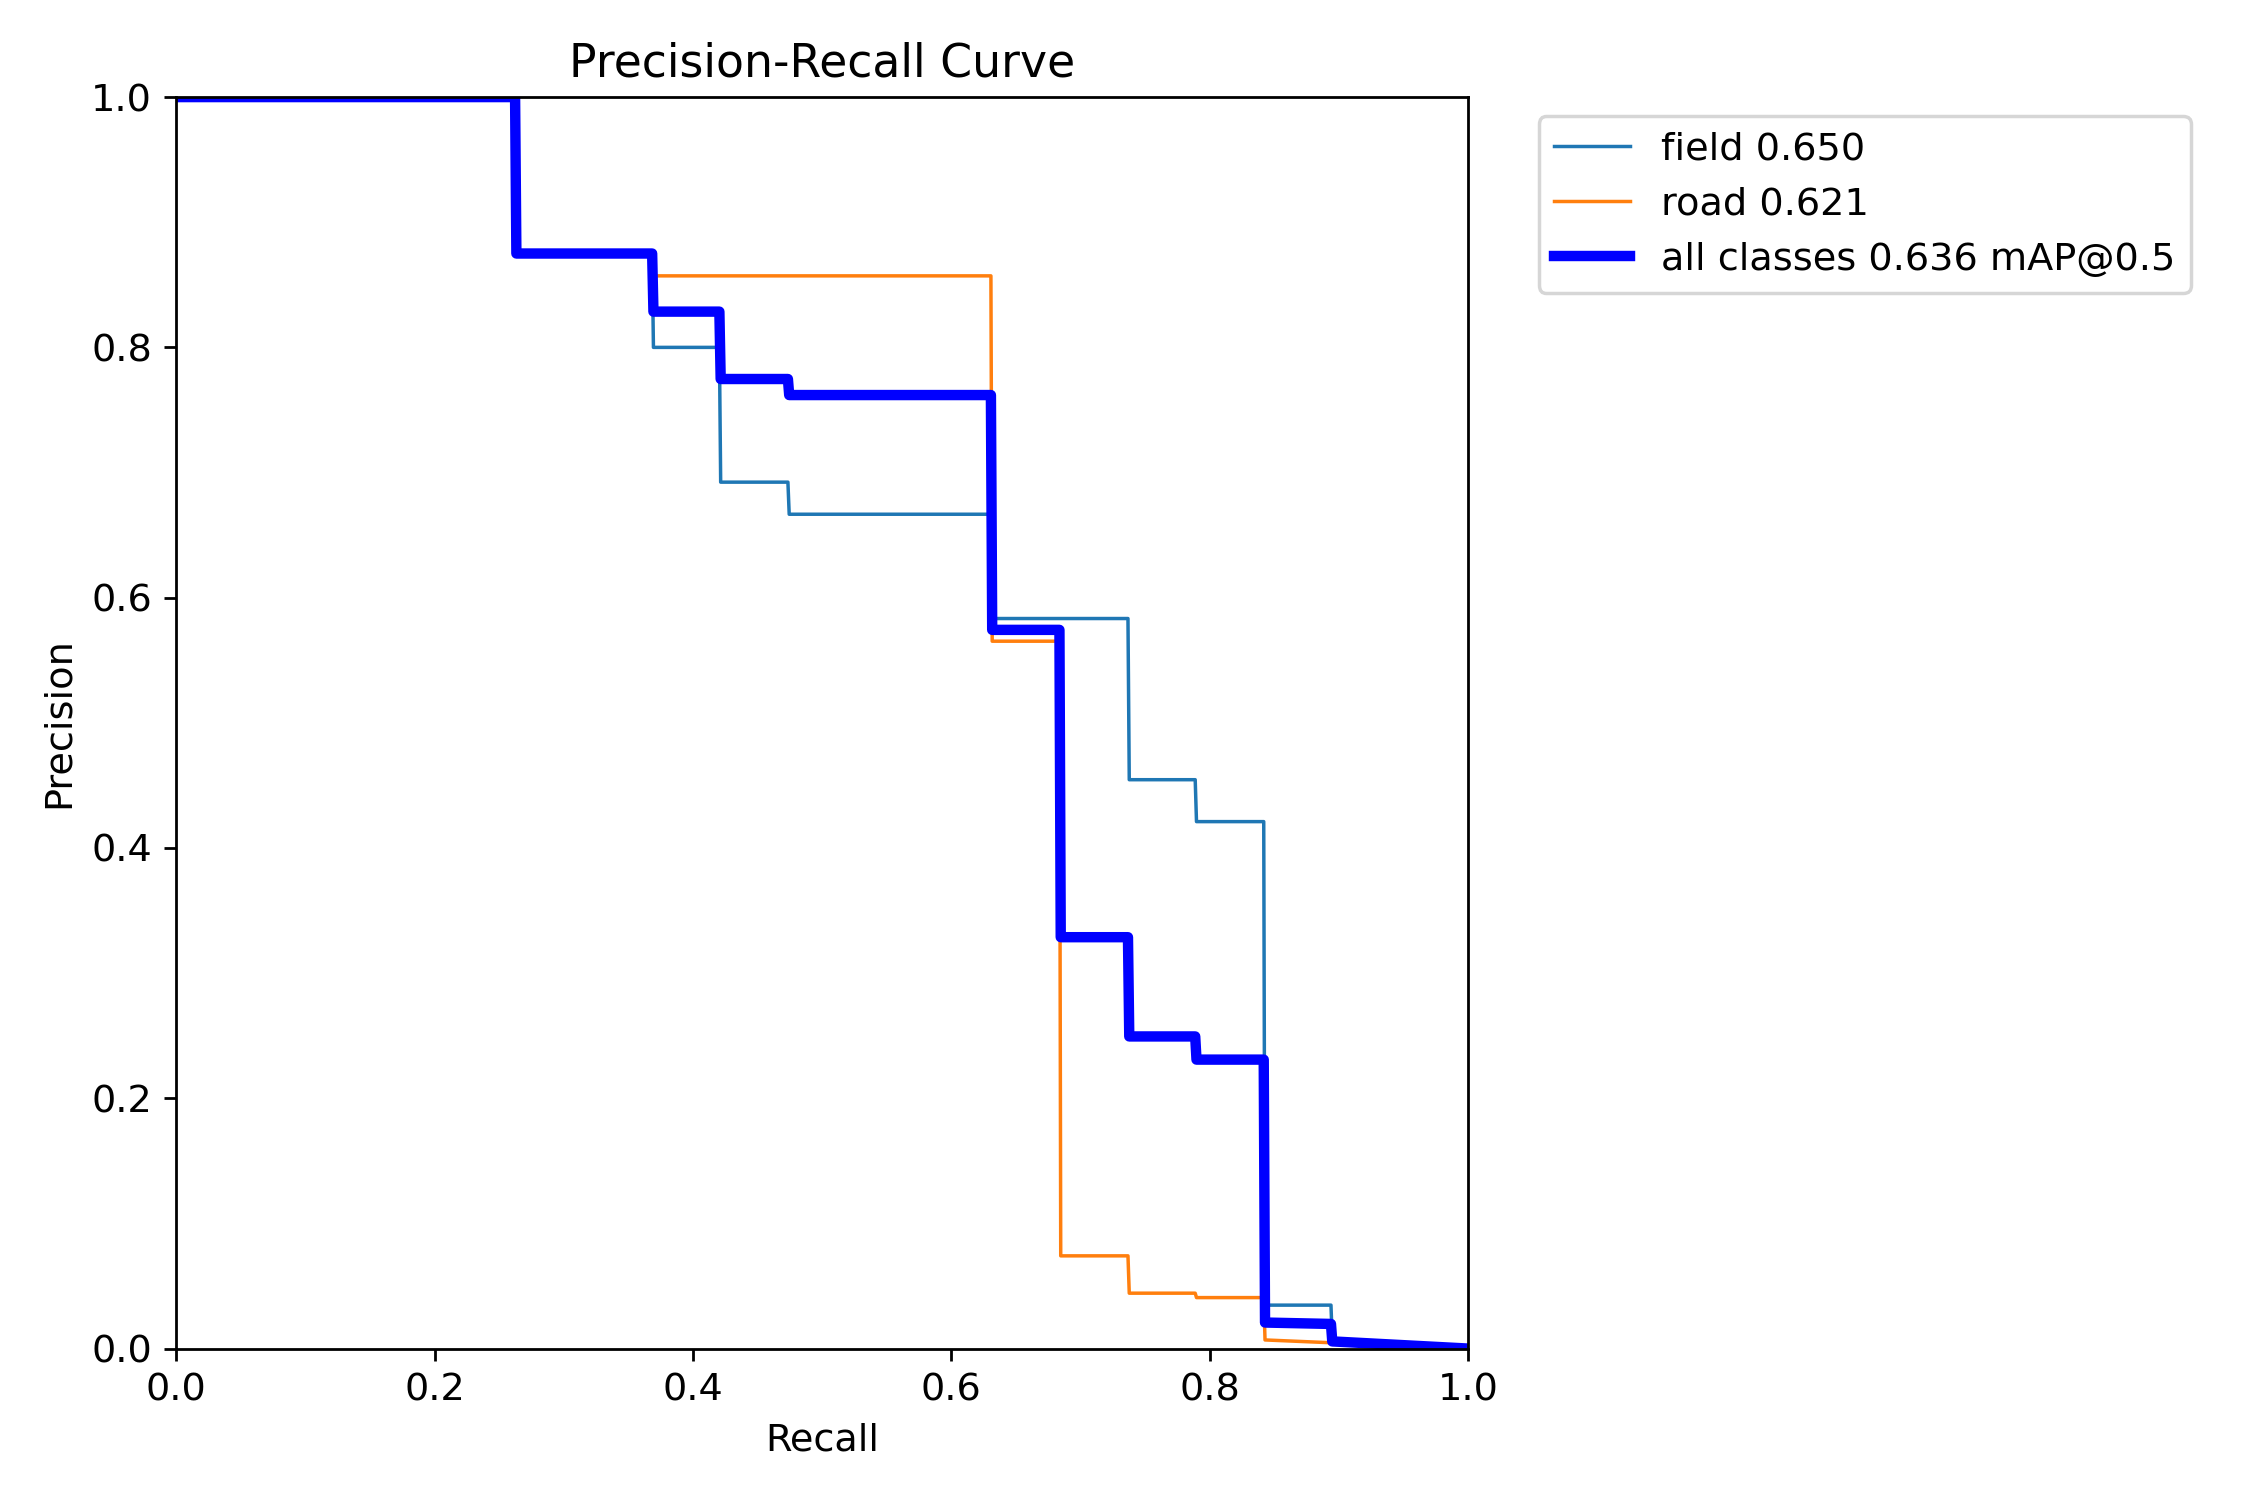 Precision-Recall Curve
1.0
0.8
0.6
0.4
0.2
0.0
Precision
0.0 0.2 0.4 0.6 0.8 1.0
Recall
field 0.650
road 0.621
all classes 0.636 mAP@0.5